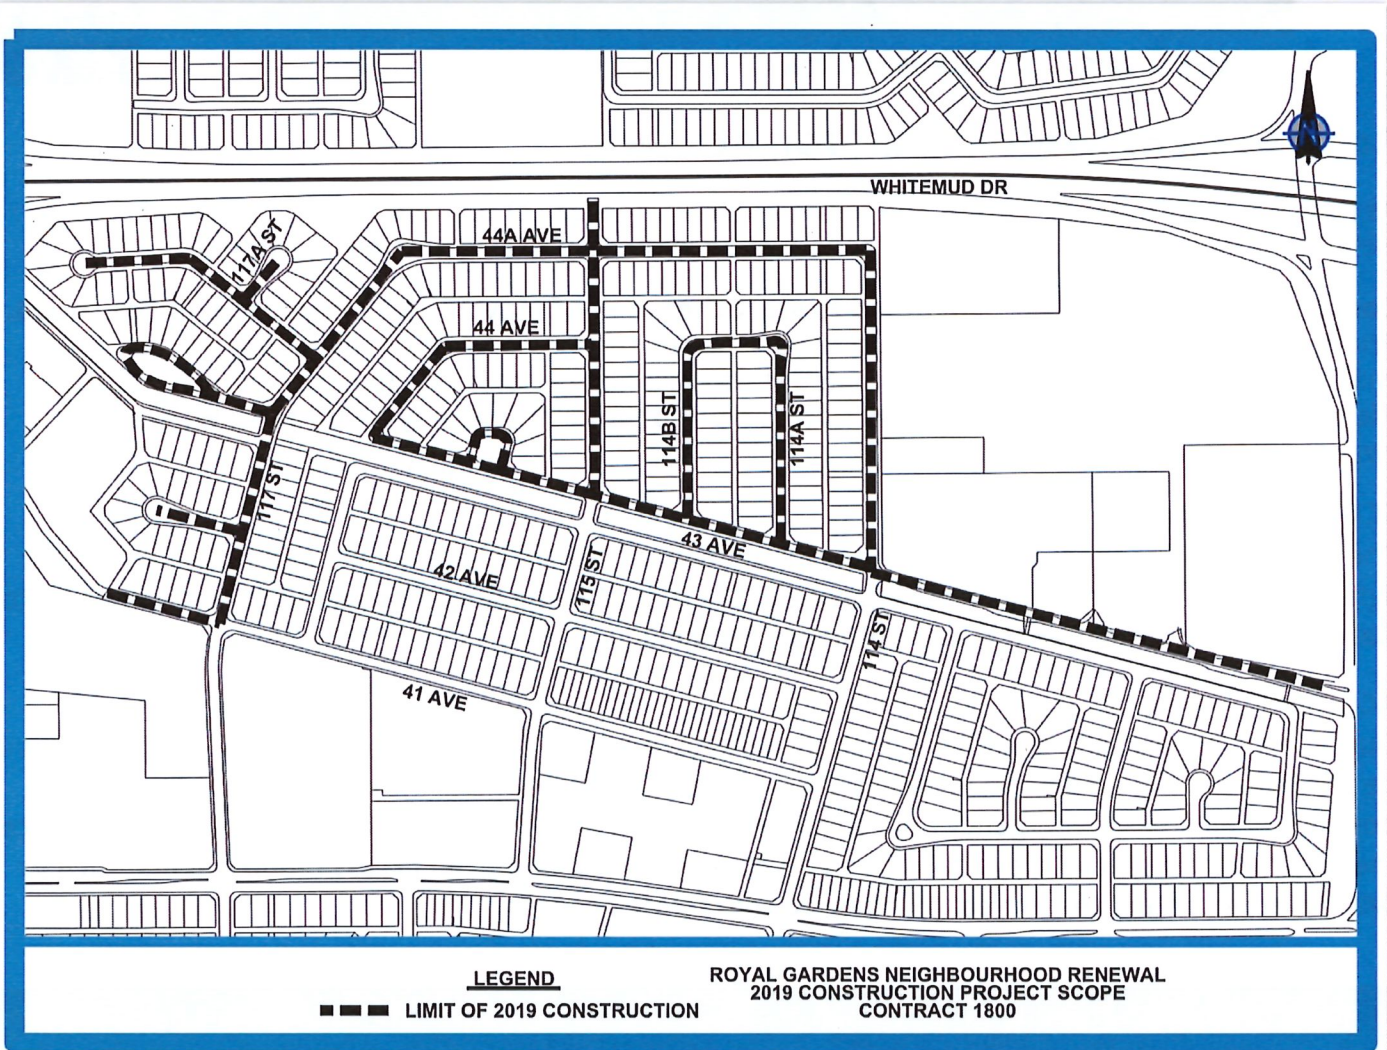 N
WHITEMUD DR
117A ST
44A AVE
44 AVE
114B ST
114A ST
117 ST
43 AVE
42 AVE
115 ST
114 ST
41 AVE
LEGEND
LIMIT OF 2019 CONSTRUCTION
ROYAL GARDENS NEIGHBOURHOOD RENEWAL
2019 CONSTRUCTION PROJECT SCOPE
CONTRACT 1800